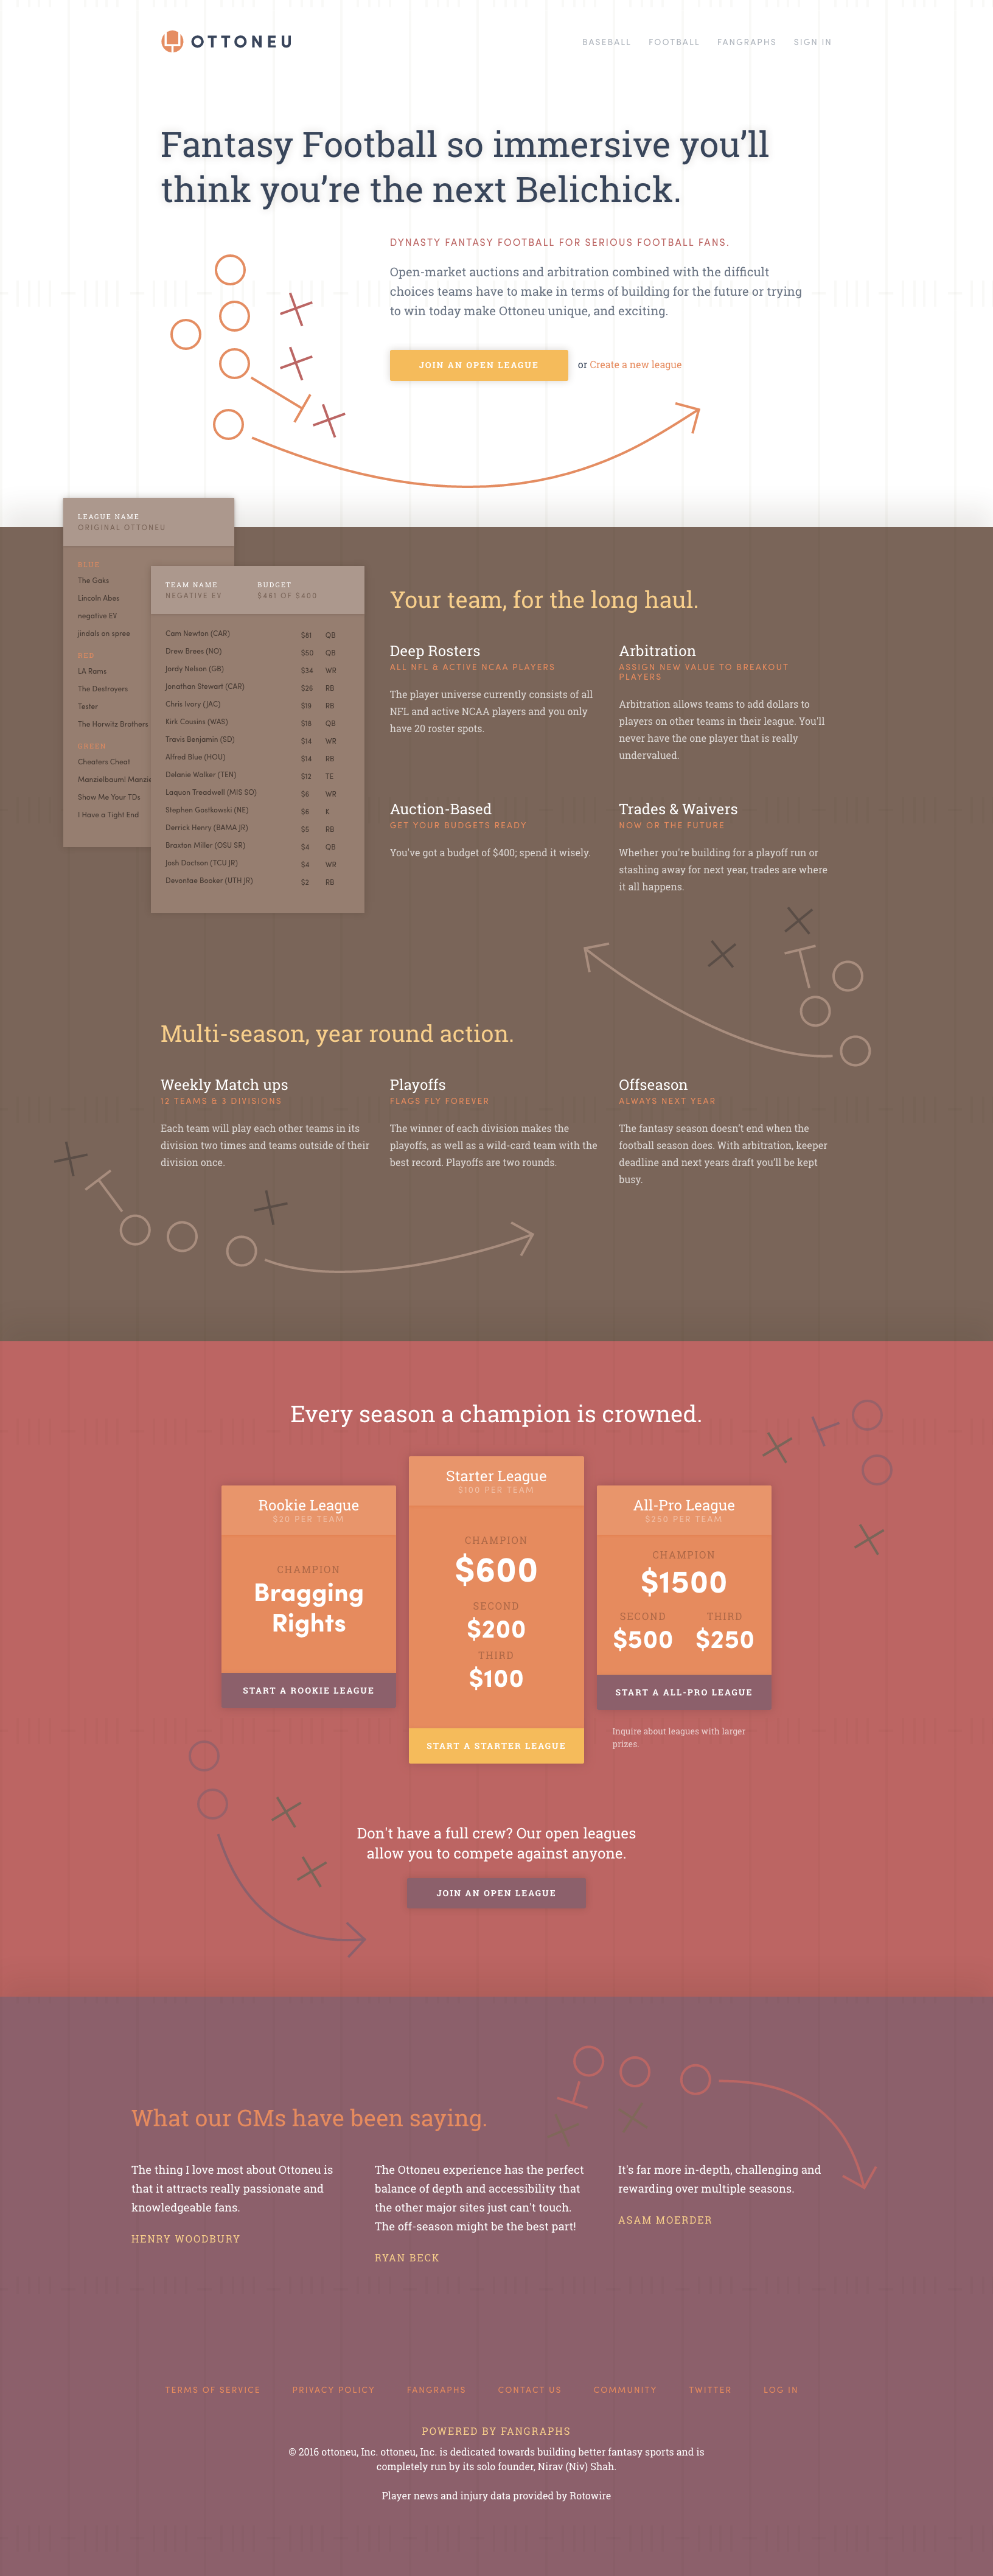 OTTONEU
BASEBALL FOOTBALL FANGRAPHS SIGN IN
Fantasy Football so immersive you’ll
think you’re the next Belichick.
DYNASTY FANTASY FOOTBALL FOR SERIOUS FOOTBALL FANS.
Open-market auctions and arbitration combined with the difficult
choices teams have to make in terms of building for the future or trying
to win today make Ottoneu unique, and exciting.
JOIN AN OPEN LEAGUE
or Create a new league
LEAGUE NAME
ORIGINAL OTTONEU
BLUE
The Gaks
Lincoln Abes
negative EV
jindals on spree
RED
LA Rams
The Destroyers
Tester
The Horwitz Brothers
GREEN
Cheaters Cheat
Manzielbaum! Manzie
Show Me Your TDs
I Have a Tight End
TEAM NAME BUDGET
NEGATIVE EV $481 OF $400
Cam Newton (CAR) $81 QB
Drew Brees (NO) $50 QB
Jordy Nelson (GB) $34 WR
Jonathan Stewart (CAR) $26 RB
Chris Ivory (JAC) $19 RB
Kirk Cousins (WAS) $18 QB
Travis Benjamin (SD) $14 WR
Alfred Blue (HOU) $14 RB
Delanie Walker (TEN) $12 TE
Laquon Treadwell (MIS SO) $6 WR
Stephen Gostkowski (NE) $6 K
Derrick Henry (BAMA JR) $5 RB
Braxton Miller (OSU SR) $4 QB
Josh Doctson (TCU JR) $4 WR
Devontae Booker (UTH JR) $2 RB
Your team, for the long haul.
Deep Rosters
ALL NFL & ACTIVE NCAA PLAYERS
The player universe currently consists of all
NFL and active NCAA players and you only
have 20 roster spots.
Arbitration
ASSIGN NEW VALUE TO BREAKOUT
PLAYERS
Arbitration allows teams to add dollars to
players on other teams in their league. You'll
never have the one player that is really
undervalued.
Auction-Based
GET YOUR BUDGETS READY
You've got a budget of $400; spend it wisely.
Trades & Waivers
NOW OR THE FUTURE
Whether you're building for a playoff run or
stashing away for next year, trades are where
it all happens.
Multi-season, year round action.
Weekly Match ups
12 TEAMS & 3 DIVISIONS
Each team will play each other teams in its
division two times and teams outside of their
division once.
Playoffs
FLAGS FLY FOREVER
The winner of each division makes the
playoffs, as well as a wild-card team with the
best record. Playoffs are two rounds.
Offseason
ALWAYS NEXT YEAR
The fantasy season doesn't end when the
football season does. With arbitration, keeper
deadline and next years draft you'll be kept
busy.
Every season a champion is crowned.
Rookie League
$20 PER TEAM
CHAMPION
Bragging
Rights
START A ROOKIE LEAGUE
Starter League
$100 PER TEAM
CHAMPION
$600
SECOND
$200
THIRD
$100
START A STARTER LEAGUE
All-Pro League
$250 PER TEAM
CHAMPION
$1500
SECOND THIRD
$500 $250
START A ALL-PRO LEAGUE
Inquire about leagues with larger
prizes.
Don't have a full crew? Our open leagues
allow you to compete against anyone.
JOIN AN OPEN LEAGUE
What our GMs have been saying.
The thing I love most about Ottoneu is
that it attracts really passionate and
knowledgeable fans.
HENRY WOODBURY
The Ottoneu experience has the perfect
balance of depth and accessibility that
the other major sites just can't touch.
The off-season might be the best part!
RYAN BECK
It's far more in-depth, challenging and
rewarding over multiple seasons.
ASAM MOERDER
TERMS OF SERVICE PRIVACY POLICY FANGRAPHS CONTACT US COMMUNITY TWITTER LOG IN
POWERED BY FANGRAPHS
© 2016 ottoneu, Inc. ottoneu, Inc. is dedicated towards building better fantasy sports and is
completely run by its solo founder, Nirav (Niv) Shah.
Player news and injury data provided by Rotowire